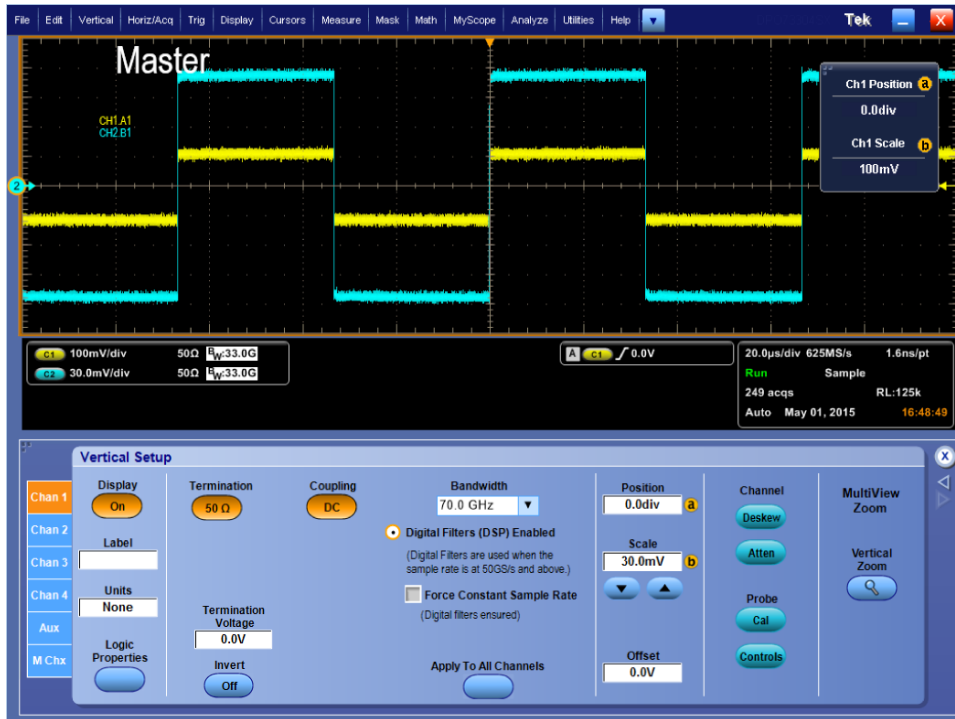 File Edit Vertical Horiz/Acq Trig Display Cursors Measure Mask Math MyScope Analyze Utilities Help Tek X
Master
CH1.A1
CH2.B1
2
Ch1 Position a
0.0div
Ch1 Scale b
100mV
C1 100mV/div 50Ω BW:33.0G
C2 30.0mV/div 50Ω BW:33.0G
A C1 0.0V
20.0µs/div 625MS/s 1.6ns/pt
Run Sample
249 acqs RL:125k
Auto May 01, 2015 16:48:49
Vertical Setup X
Chan 1
Chan 2
Chan 3
Chan 4
Aux
M Chx
Display
On
Label
Units
None
Logic
Properties
Termination
50 Ω
Termination
Voltage
0.0V
Invert
Off
Coupling
DC
Bandwidth
70.0 GHz
Digital Filters (DSP) Enabled
(Digital Filters are used when the
sample rate is at 50GS/s and above.)
Force Constant Sample Rate
(Digital filters ensured)
Apply To All Channels
Position
0.0div a
Scale
30.0mV b
Offset
0.0V
Channel
Deskew
Atten
Probe
Cal
Controls
MultiView
Zoom
Vertical
Zoom